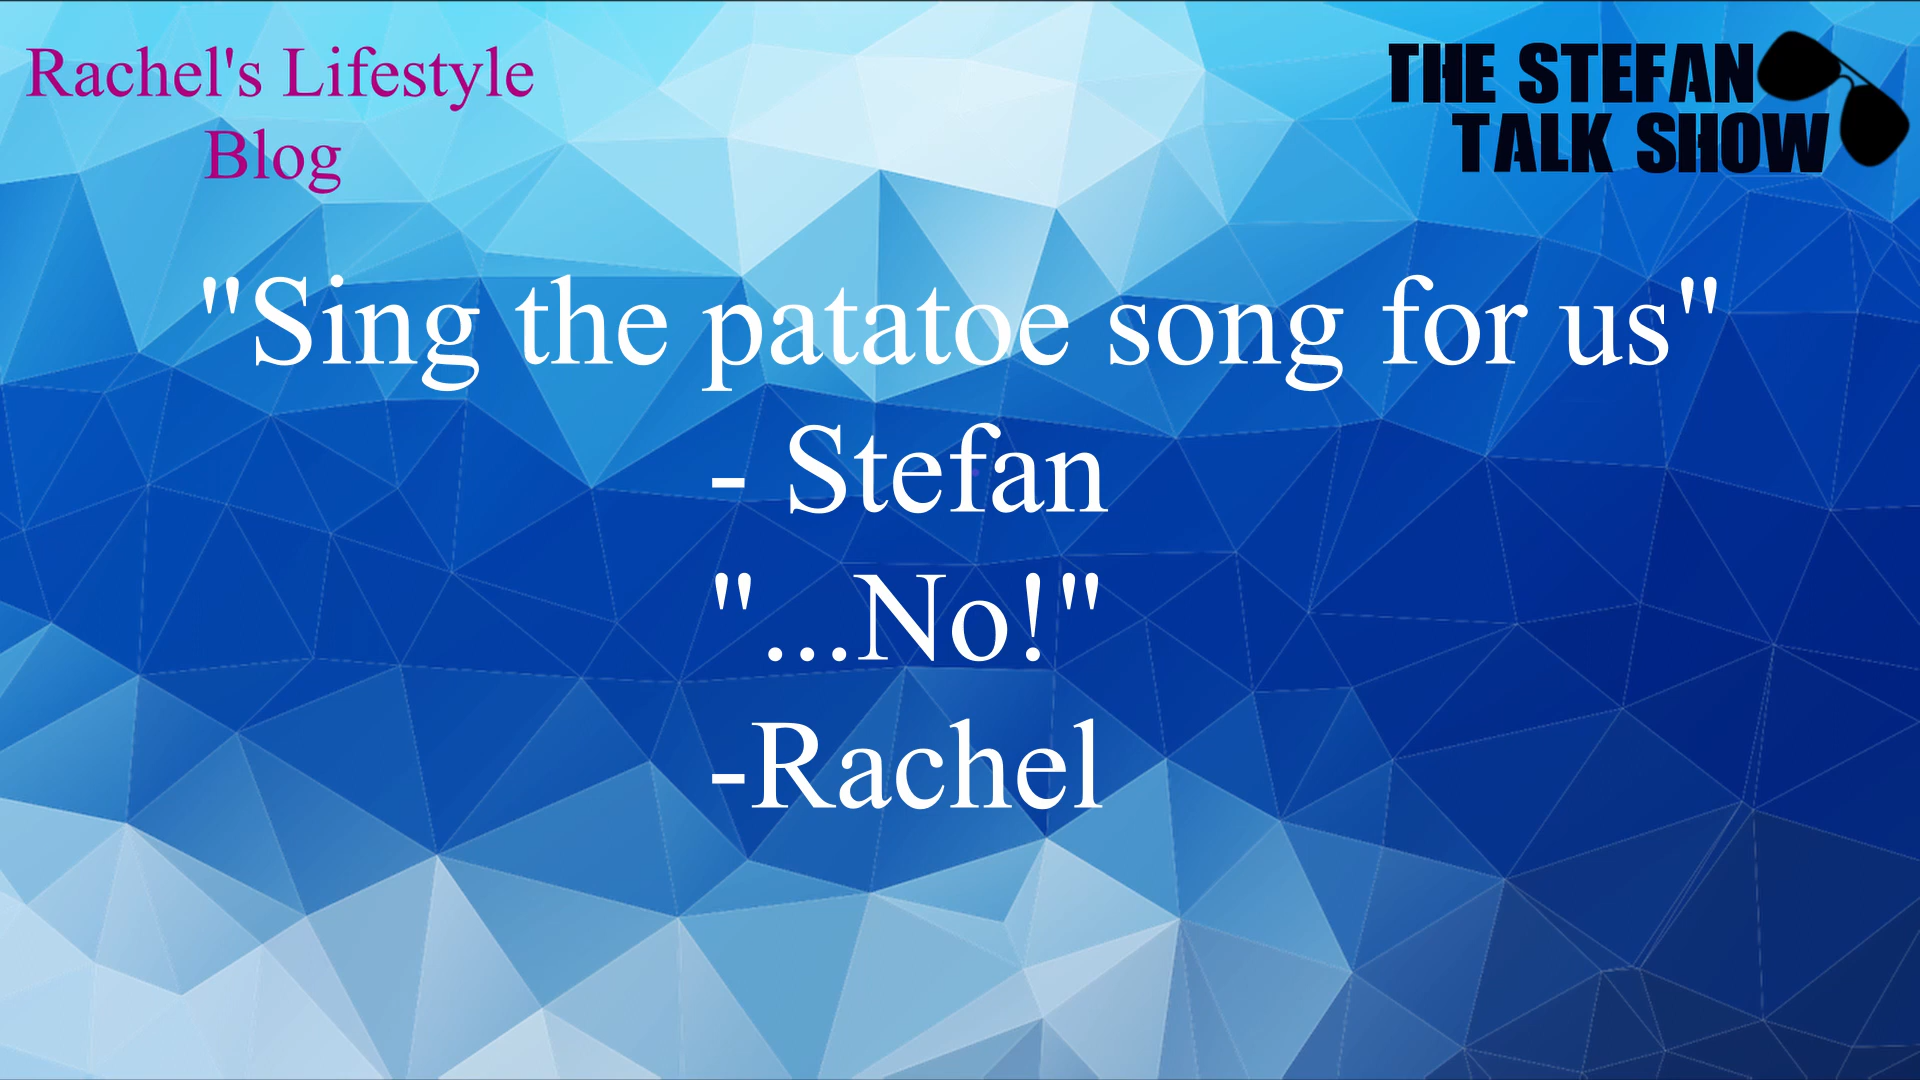 Rachel's Lifestyle
Blog
THE STEFAN
TALK SHOW
"Sing the patatoe song for us"
- Stefan
"...No!"
-Rachel